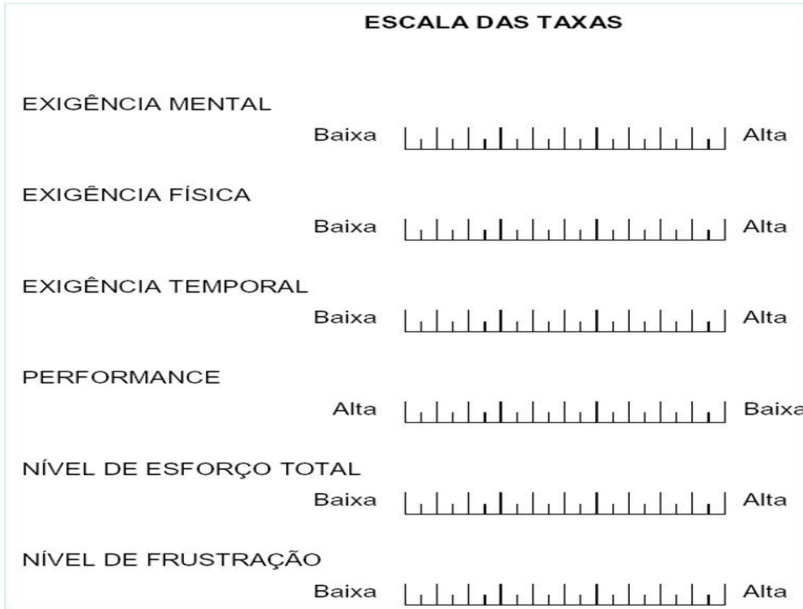 ESCALA DAS TAXAS
EXIGÊNCIA MENTAL
Baixa Alta
EXIGÊNCIA FÍSICA
Baixa Alta
EXIGÊNCIA TEMPORAL
Baixa Alta
PERFORMANCE
Alta Baixa
NÍVEL DE ESFORÇO TOTAL
Baixa Alta
NÍVEL DE FRUSTRAÇÃO
Baixa Alta